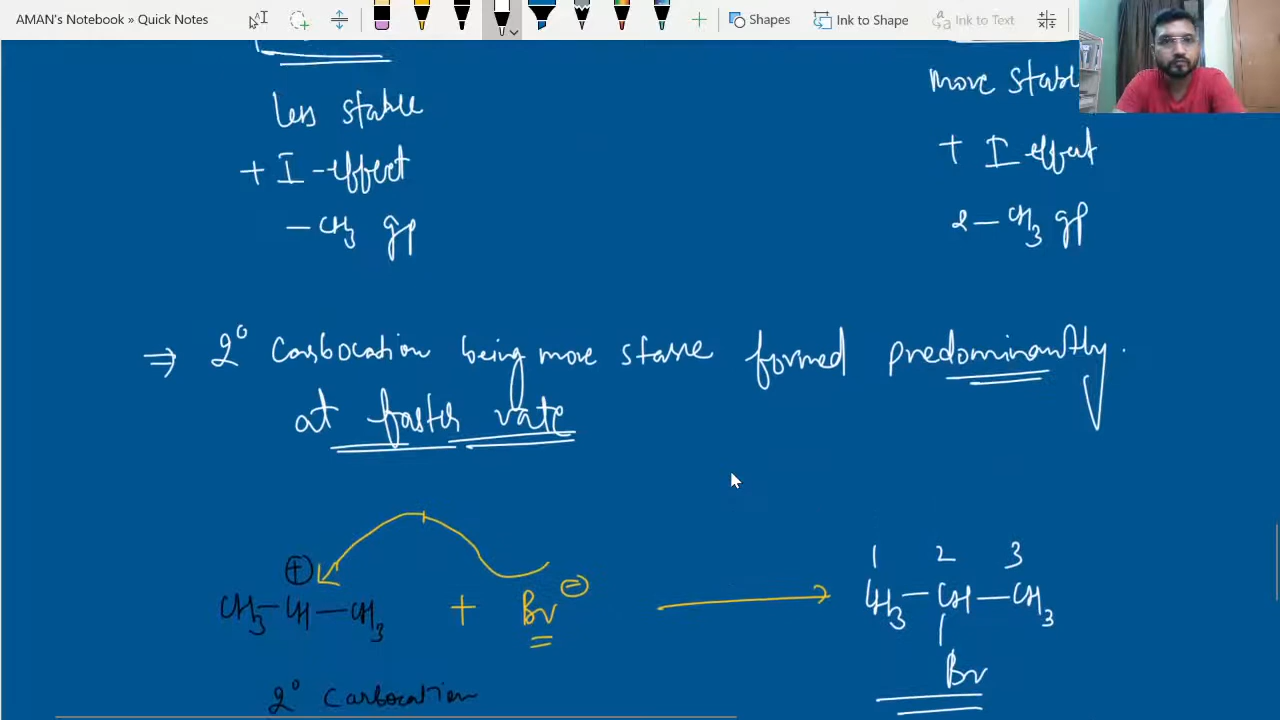 AMAN's Notebook » Quick Notes
Shapes
Ink to Shape
Ink to Text
less stable
+ I-effect
-CH3 gp
more stabl
+ I effect
2-CH3 gp
⇒ 2° Carbocation being more stable formed predominantly.
at faster rate
CH3-CH-CH3 + Br⊖ → CH3-CH-CH3
⊕
1 2 3
Br
2° Carbocation